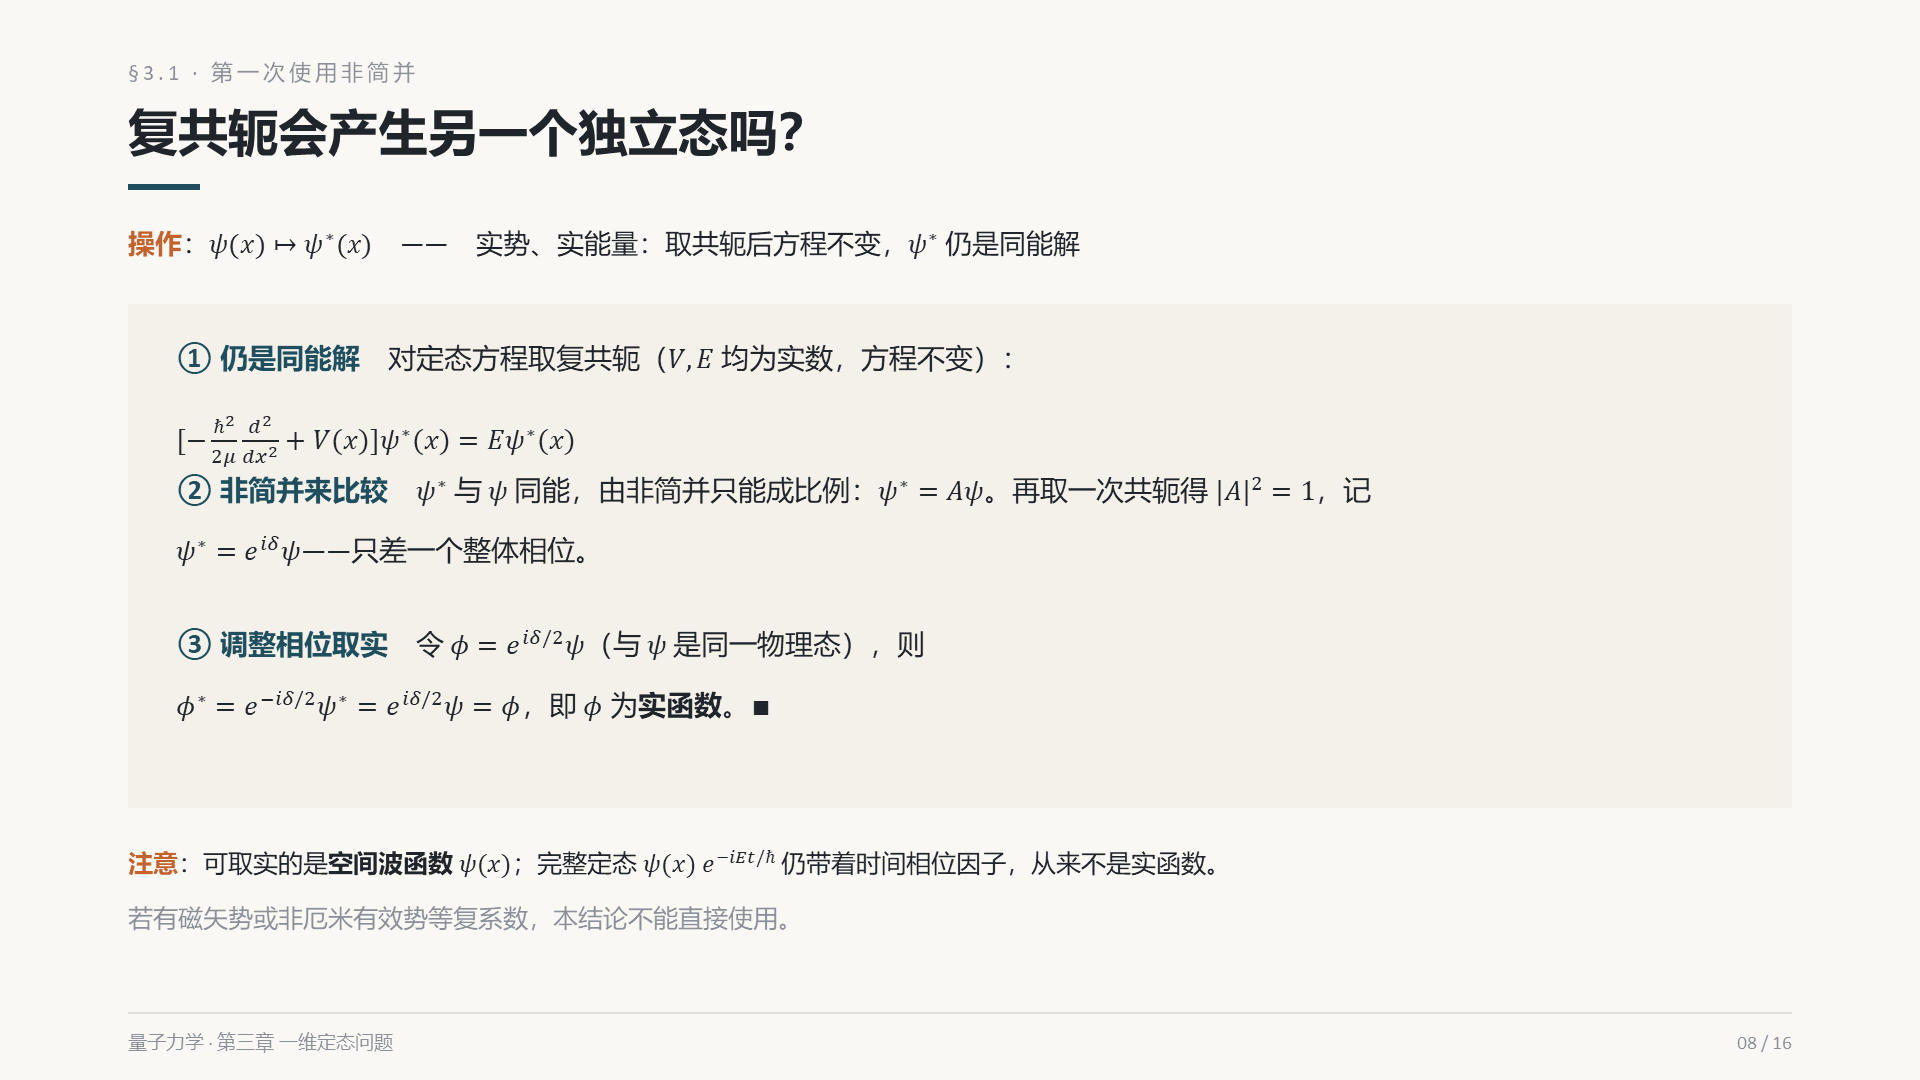 §3.1 · 第一次使用非简并
复共轭会产生另一个独立态吗？
操作：ψ(x) ↦ ψ*(x) —— 实势、实能量：取共轭后方程不变，ψ* 仍是同能解
① 仍是同能解 对定态方程取复共轭（V, E 均为实数，方程不变）：
[−ℏ²/2μ d²/dx² + V(x)]ψ*(x) = Eψ*(x)
② 非简并来比较 ψ* 与 ψ 同能，由非简并只能成比例：ψ* = Aψ。再取一次共轭得 |A|² = 1，记
ψ* = e^{iδ}ψ——只差一个整体相位。
③ 调整相位取实 令 ϕ = e^{iδ/2}ψ（与 ψ 是同一物理态），则
ϕ* = e^{−iδ/2}ψ* = e^{iδ/2}ψ = ϕ，即 ϕ 为实函数。■
注意：可取实的是空间波函数 ψ(x)；完整定态 ψ(x) e^{−iEt/ℏ} 仍带着时间相位因子，从来不是实函数。
若有磁矢势或非厄米有效势等复系数，本结论不能直接使用。
量子力学 · 第三章 一维定态问题
08 / 16